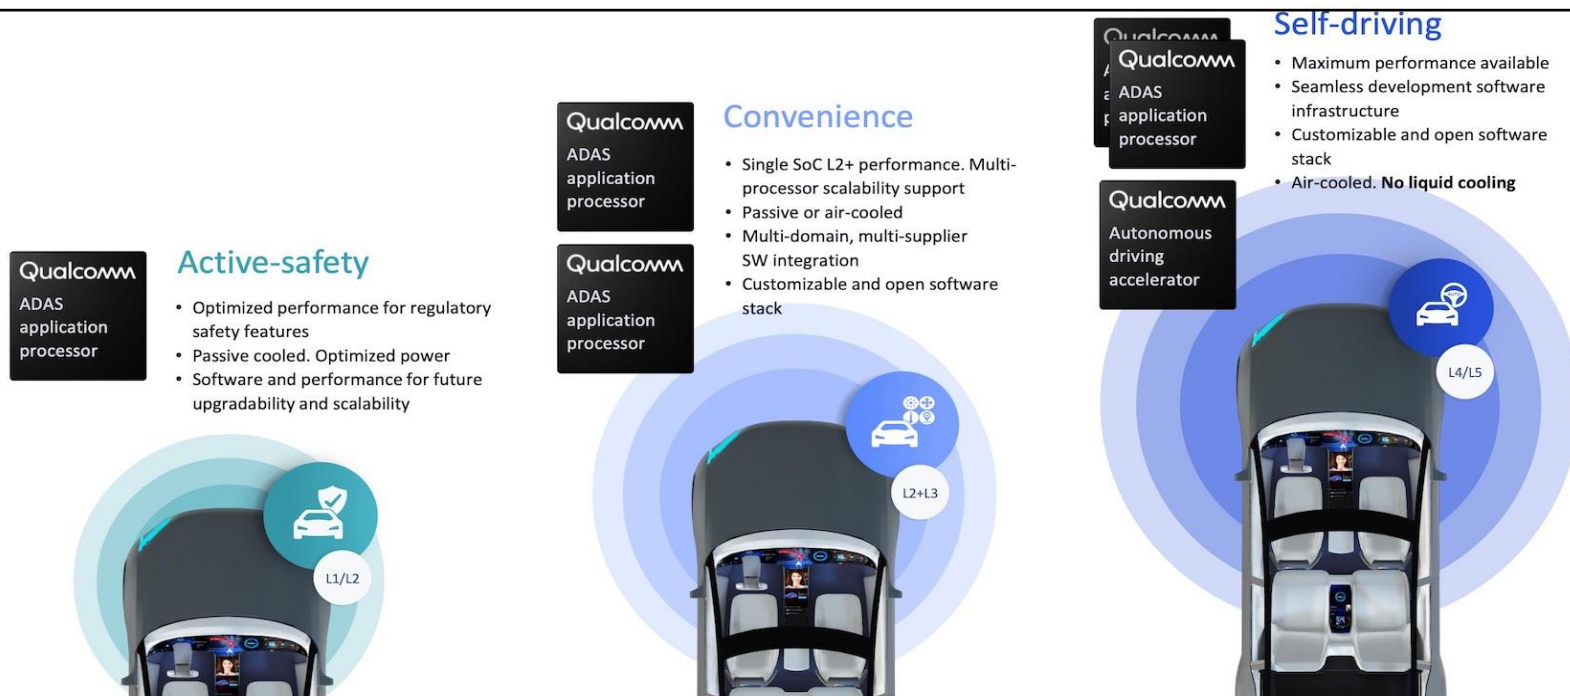 Qualcomm
ADAS
application
processor
Active-safety
• Optimized performance for regulatory
safety features
• Passive cooled. Optimized power
• Software and performance for future
upgradability and scalability
L1/L2
Qualcomm
ADAS
application
processor
Qualcomm
ADAS
application
processor
Convenience
• Single SoC L2+ performance. Multi-
processor scalability support
• Passive or air-cooled
• Multi-domain, multi-supplier
SW integration
• Customizable and open software
stack
L2+L3
Qualcomm
Qualcomm
ADAS
application
processor
Qualcomm
Autonomous
driving
accelerator
Self-driving
• Maximum performance available
• Seamless development software
infrastructure
• Customizable and open software
stack
• Air-cooled. No liquid cooling
L4/L5